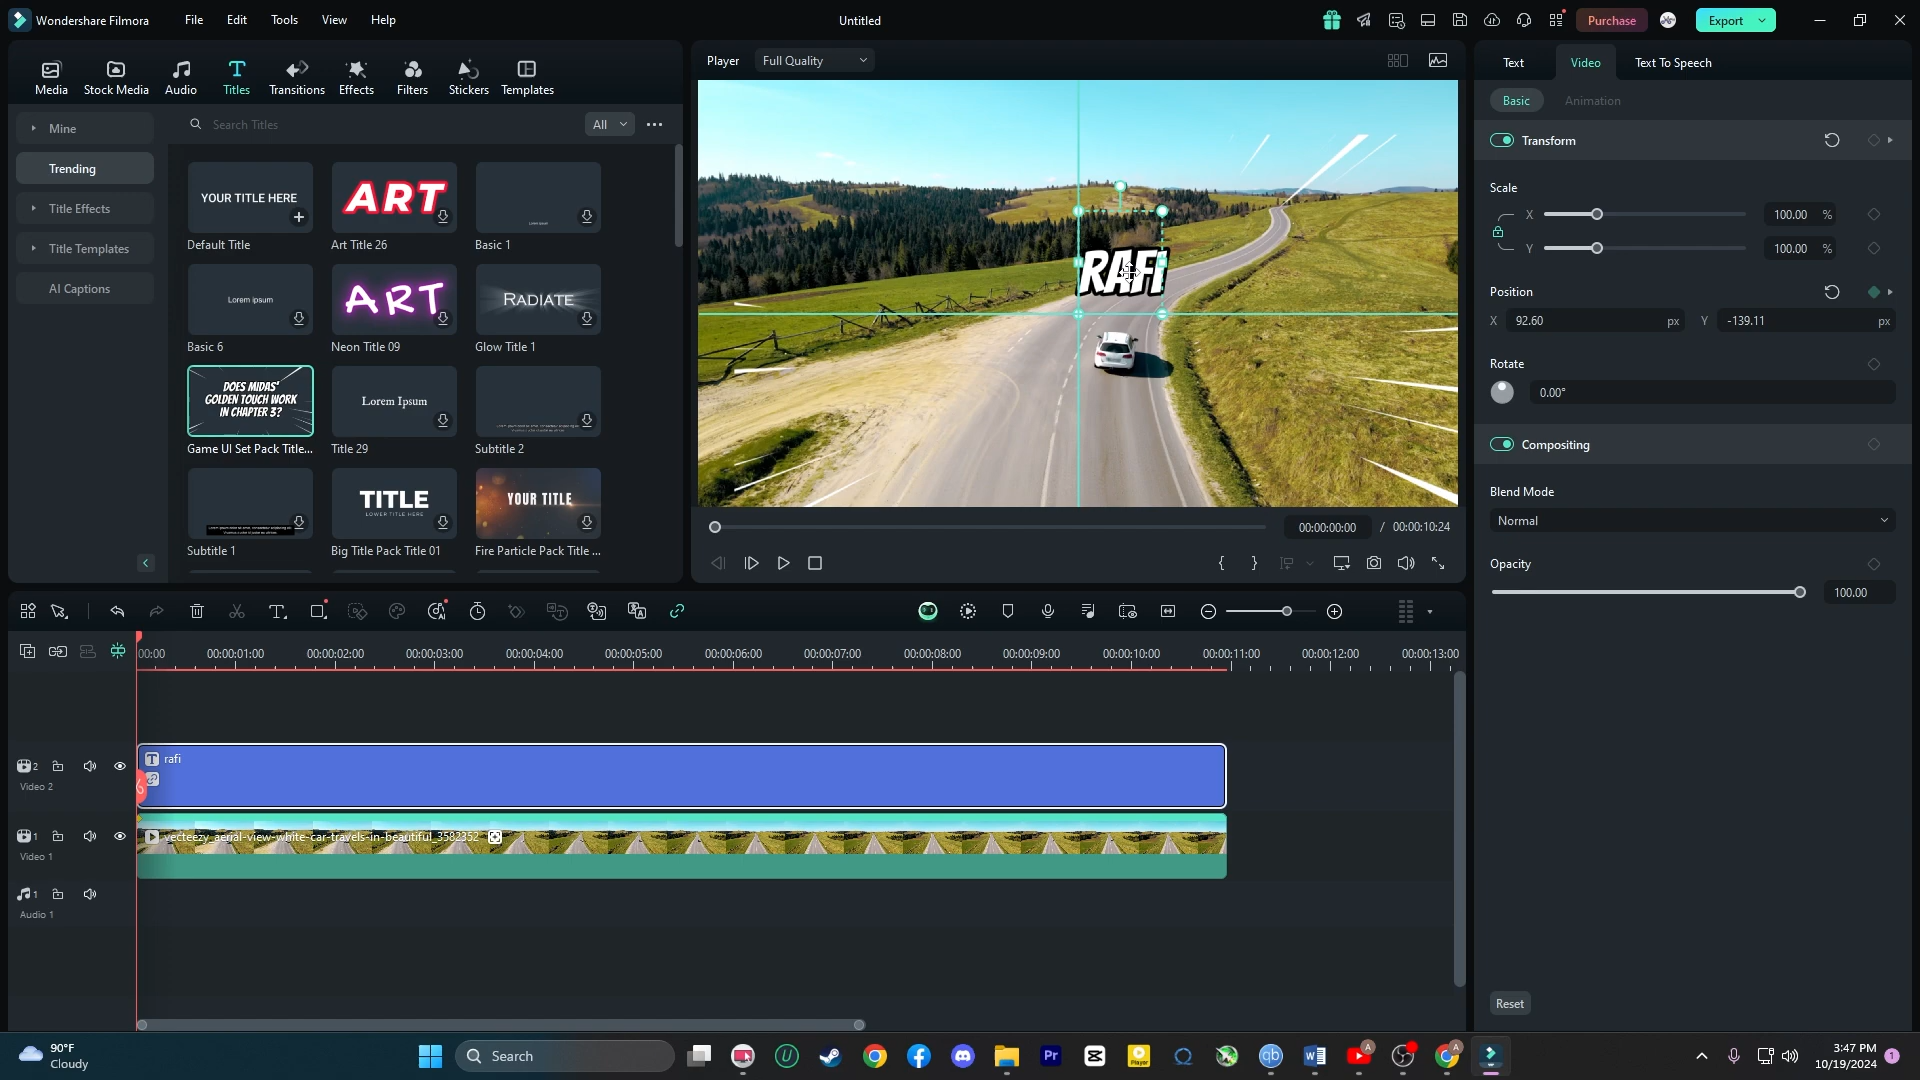 Wondershare Filmora
File
Edit
Tools
View
Help
Untitled
Purchase
Export
Media
Stock Media
Audio
Titles
Transitions
Effects
Filters
Stickers
Templates
Player
Full Quality
Text
Video
Text To Speech
Mine
Search Titles
All
Basic
Animation
Trending
Title Effects
Title Templates
AI Captions
YOUR TITLE HERE
Default Title
ART
Art Title 26
Lorem ipsum
Basic 1
Lorem ipsum
Basic 6
ART
Neon Title 09
RADIATE
Glow Title 1
DOES MIDAS'
GOLDEN TOUCH WORK
IN CHAPTER 3?
Game UI Set Pack Title...
Lorem Ipsum
Title 29
Subtitle 2
Subtitle 1
TITLE
LOWER TITLE HERE
Big Title Pack Title 01
YOUR TITLE
Fire Particle Pack Title ...
RAFI
00:00:00:00 / 00:00:10:24
{ }
Transform
Scale
X 100.00 %
Y 100.00 %
Position
X 92.60 px Y -139.11 px
Rotate
0.00°
Compositing
Blend Mode
Normal
Opacity
100.00
Reset
00:00 00:00:01:00 00:00:02:00 00:00:03:00 00:00:04:00 00:00:05:00 00:00:06:00 00:00:07:00 00:00:08:00 00:00:09:00 00:00:10:00 00:00:11:00 00:00:12:00 00:00:13:00
2
Video 2
rafi
1
Video 1
vecteezy_aerial-view-white-car-travels-in-beautiful_3582352
1
Audio 1
90°F
Cloudy
Search
Pr
qb
W
A
A
3:47 PM
10/19/2024
1